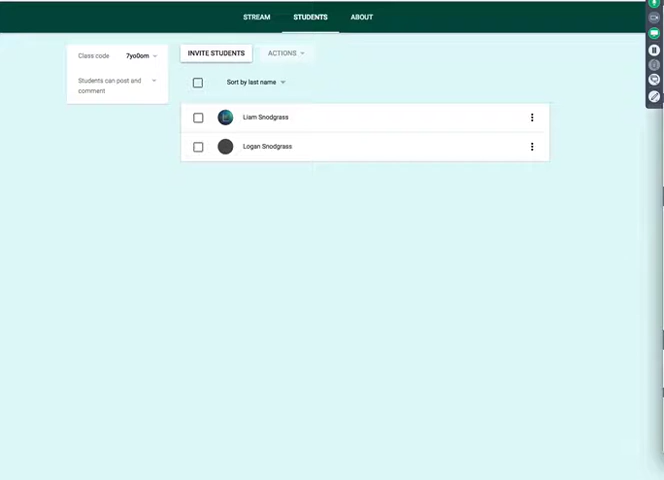 STREAM STUDENTS ABOUT
Class code 7yo0om
INVITE STUDENTS ACTIONS
Students can post and
comment
Sort by last name
Liam Snodgrass
Logan Snodgrass